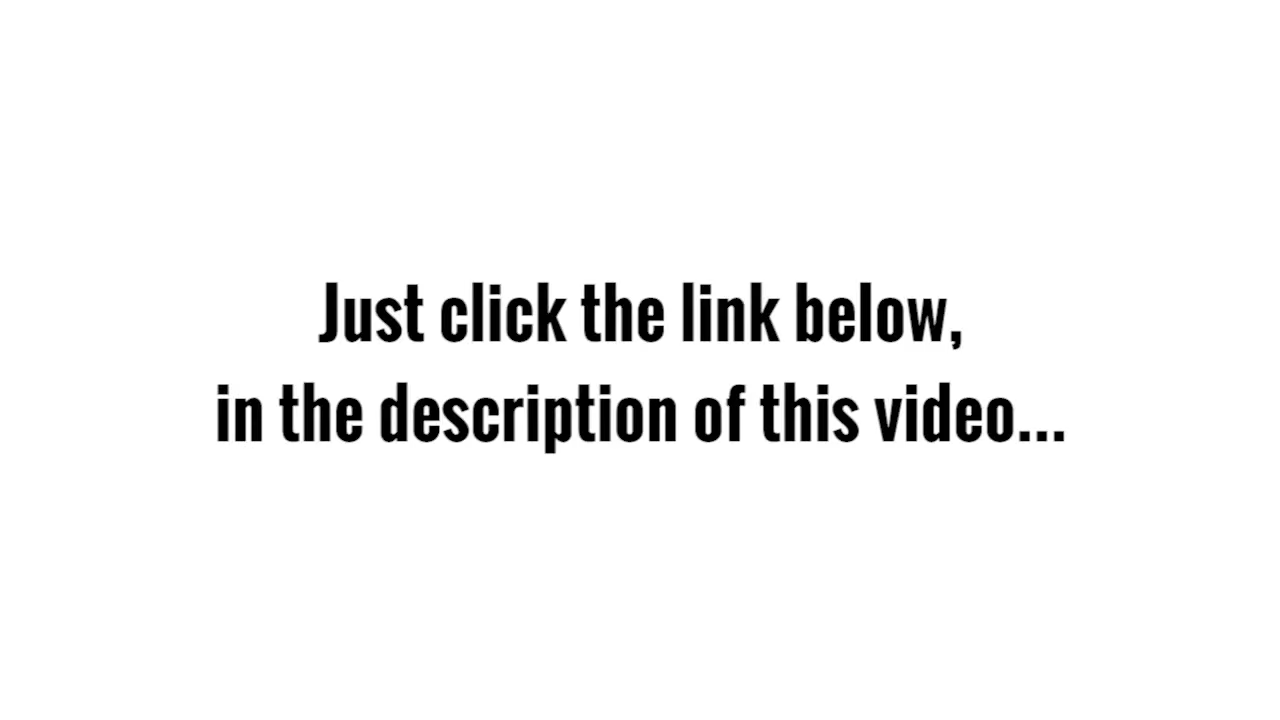 Just click the link below,
in the description of this video...